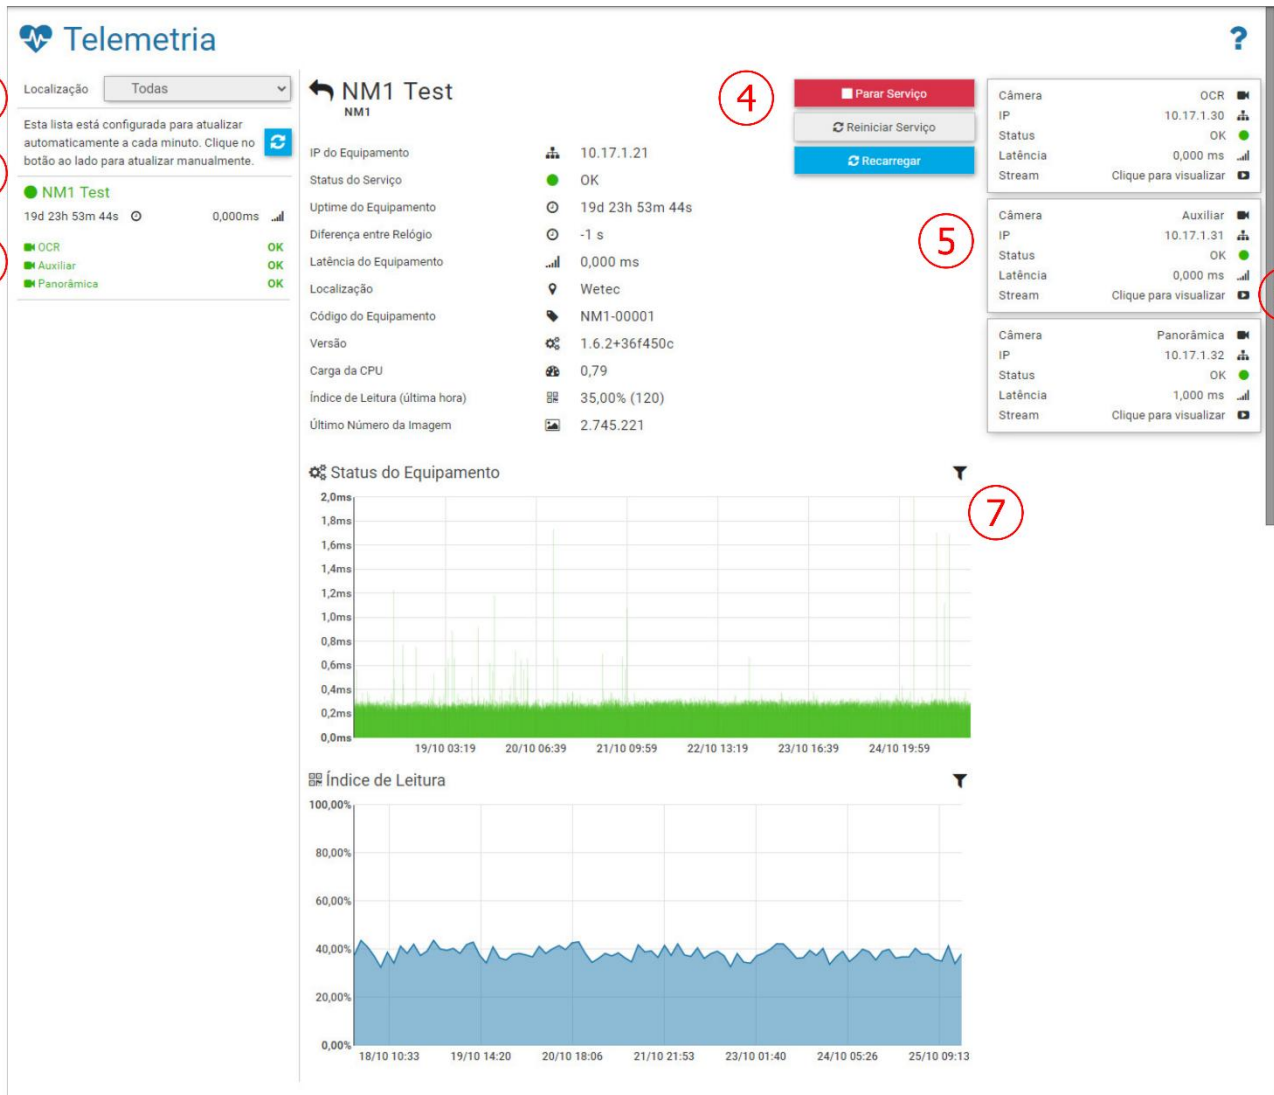 Telemetria
?
Localização Todas
Esta lista está configurada para atualizar
automaticamente a cada minuto. Clique no
botão ao lado para atualizar manualmente.
NM1 Test
19d 23h 53m 44s 0,000ms
OCR OK
Auxiliar OK
Panorâmica OK
NM1 Test
NM1
IP do Equipamento 10.17.1.21
Status do Serviço OK
Uptime do Equipamento 19d 23h 53m 44s
Diferença entre Relógio -1 s
Latência do Equipamento 0,000 ms
Localização Wetec
Código do Equipamento NM1-00001
Versão 1.6.2+36f450c
Carga da CPU 0,79
Índice de Leitura (última hora) 35,00% (120)
Último Número da Imagem 2.745.221
4
Parar Serviço
Reiniciar Serviço
Recarregar
Câmera OCR
IP 10.17.1.30
Status OK
Latência 0,000 ms
Stream Clique para visualizar
5
Câmera Auxiliar
IP 10.17.1.31
Status OK
Latência 0,000 ms
Stream Clique para visualizar
Câmera Panorâmica
IP 10.17.1.32
Status OK
Latência 1,000 ms
Stream Clique para visualizar
Status do Equipamento
7
2,0ms
1,8ms
1,6ms
1,4ms
1,2ms
1,0ms
0,8ms
0,6ms
0,4ms
0,2ms
0,0ms
19/10 03:19 20/10 06:39 21/10 09:59 22/10 13:19 23/10 16:39 24/10 19:59
Índice de Leitura
100,00%
80,00%
60,00%
40,00%
20,00%
0,00%
18/10 10:33 19/10 14:20 20/10 18:06 21/10 21:53 23/10 01:40 24/10 05:26 25/10 09:13